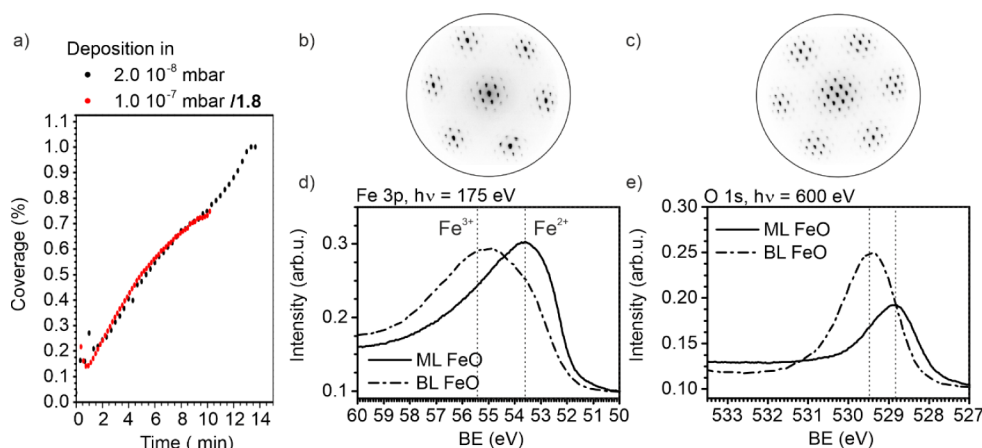 a)
Deposition in
2.0 10⁻⁸ mbar
1.0 10⁻⁷ mbar /1.8
1.1
1.0
0.9
0.8
0.7
0.6
0.5
0.4
0.3
0.2
0.1
0.0
Coverage (%)
0 2 4 6 8 10 12 14
Time ( min)
b)
c)
d) Fe 3p, hν = 175 eV
Fe³⁺ Fe²⁺
0.3
0.2
0.1
Intensity (arb.u.)
ML FeO
BL FeO
60 59 58 57 56 55 54 53 52 51 50
BE (eV)
e) O 1s, hν = 600 eV
0.30
0.25
0.20
0.15
0.10
Intensity (arb.u.)
ML FeO
BL FeO
533 532 531 530 529 528 527
BE (eV)